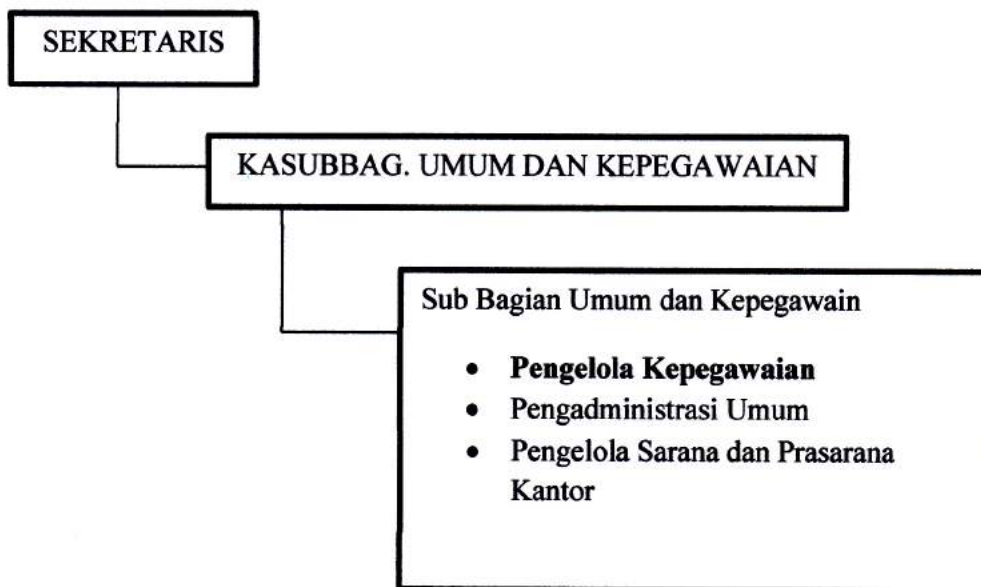 SEKRETARIS
KASUBBAG. UMUM DAN KEPEGAWAIAN
Sub Bagian Umum dan Kepegawain
• Pengelola Kepegawaian
• Pengadministrasi Umum
• Pengelola Sarana dan Prasarana
Kantor